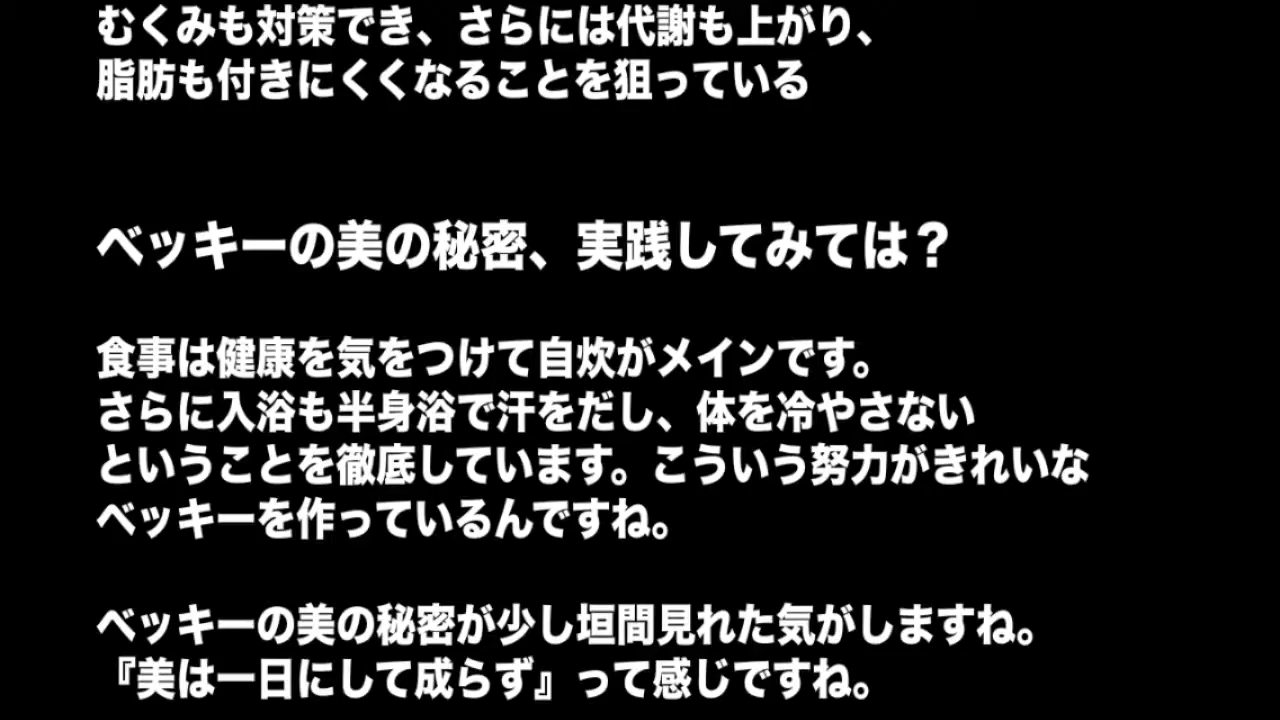 むくみも対策でき、さらには代謝も上がり、
脂肪も付きにくくなることを狙っている
ベッキーの美の秘密、実践してみては？
食事は健康を気をつけて自炊がメインです。
さらに入浴も半身浴で汗をだし、体を冷やさない
ということを徹底しています。こういう努力がきれいな
ベッキーを作っているんですね。
ベッキーの美の秘密が少し垣間見れた気がしますね。
『美は一日にして成らず』って感じですね。